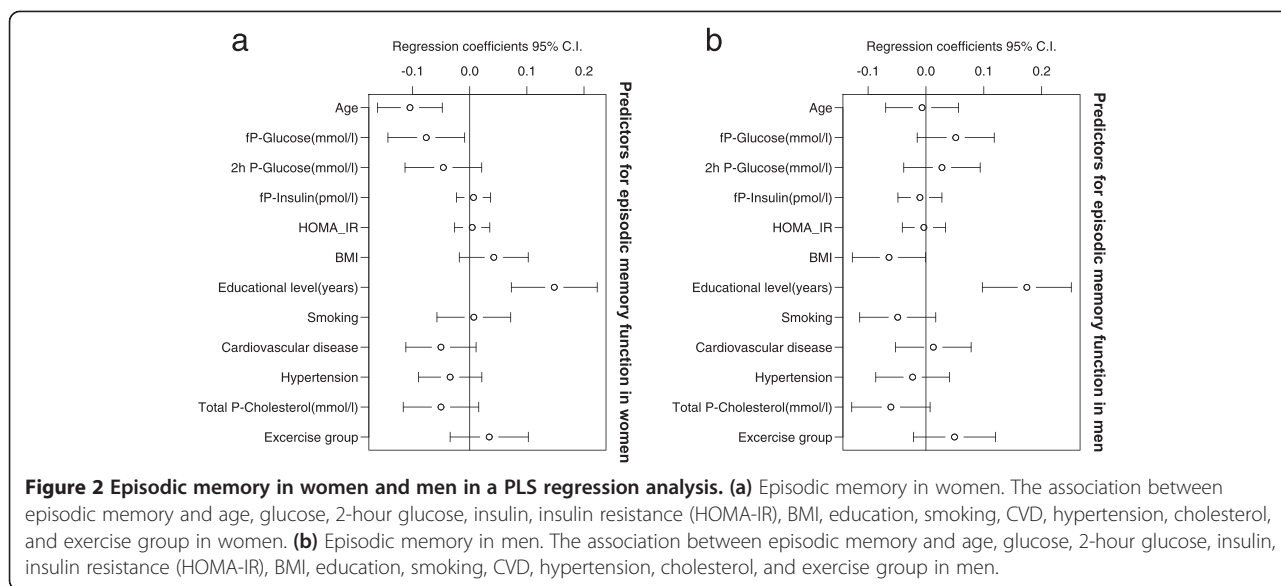 a
Regression coefficients 95% C.I.
-0.1 0.0 0.1 0.2
Age
fP-Glucose(mmol/l)
2h P-Glucose(mmol/l)
fP-Insulin(pmol/l)
HOMA_IR
BMI
Educational level(years)
Smoking
Cardiovascular disease
Hypertension
Total P-Cholesterol(mmol/l)
Excercise group
Predictors for episodic memory function in women
b
Regression coefficients 95% C.I.
-0.1 0.0 0.1 0.2
Age
fP-Glucose(mmol/l)
2h P-Glucose(mmol/l)
fP-Insulin(pmol/l)
HOMA_IR
BMI
Educational level(years)
Smoking
Cardiovascular disease
Hypertension
Total P-Cholesterol(mmol/l)
Excercise group
Predictors for episodic memory function in men
Figure 2 Episodic memory in women and men in a PLS regression analysis. (a) Episodic memory in women. The association between
episodic memory and age, glucose, 2-hour glucose, insulin, insulin resistance (HOMA-IR), BMI, education, smoking, CVD, hypertension, cholesterol,
and exercise group in women. (b) Episodic memory in men. The association between episodic memory and age, glucose, 2-hour glucose, insulin,
insulin resistance (HOMA-IR), BMI, education, smoking, CVD, hypertension, cholesterol, and exercise group in men.